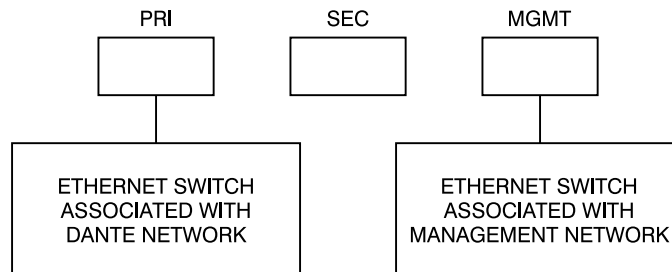 PRI
SEC
MGMT
ETHERNET SWITCH
ASSOCIATED WITH
DANTE NETWORK
ETHERNET SWITCH
ASSOCIATED WITH
MANAGEMENT NETWORK